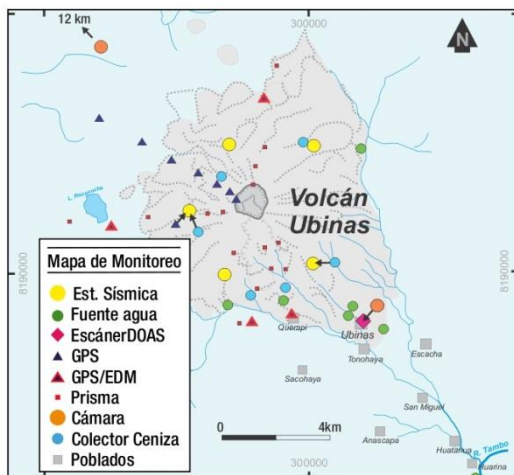 12 km
300000
N
L. Piscococha
Volcán
Ubinas
8190000
8190000
Mapa de Monitoreo
Est. Sísmica
Fuente agua
EscánerDOAS
GPS
GPS/EDM
Prisma
Cámara
Colector Ceniza
Poblados
Querapi
Ubinas
Tonohaya
Escacha
Sacohaya
San Miguel
Anascapa
Huatahua
R. Tambo
Huarina
0
4km
300000